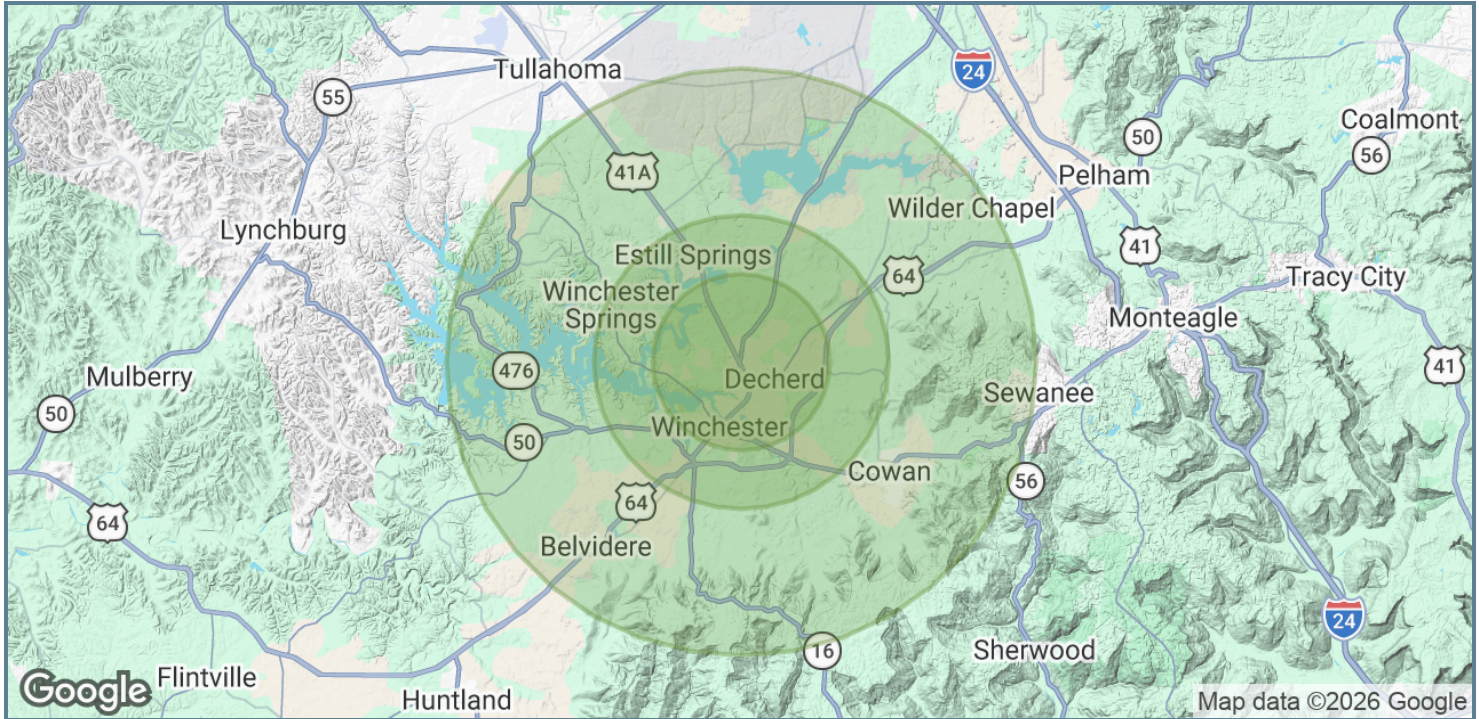 Tullahoma
24
55
Coalmont
50
56
41A
Pelham
Wilder Chapel
Lynchburg
41
Estill Springs
64
Tracy City
Winchester
Springs
Monteagle
476
41
Mulberry
Decherd
Sewanee
50
Winchester
50
Cowan
56
64
64
Belvidere
24
16
Sherwood
Flintville
Huntland
Google
Map data ©2026 Google